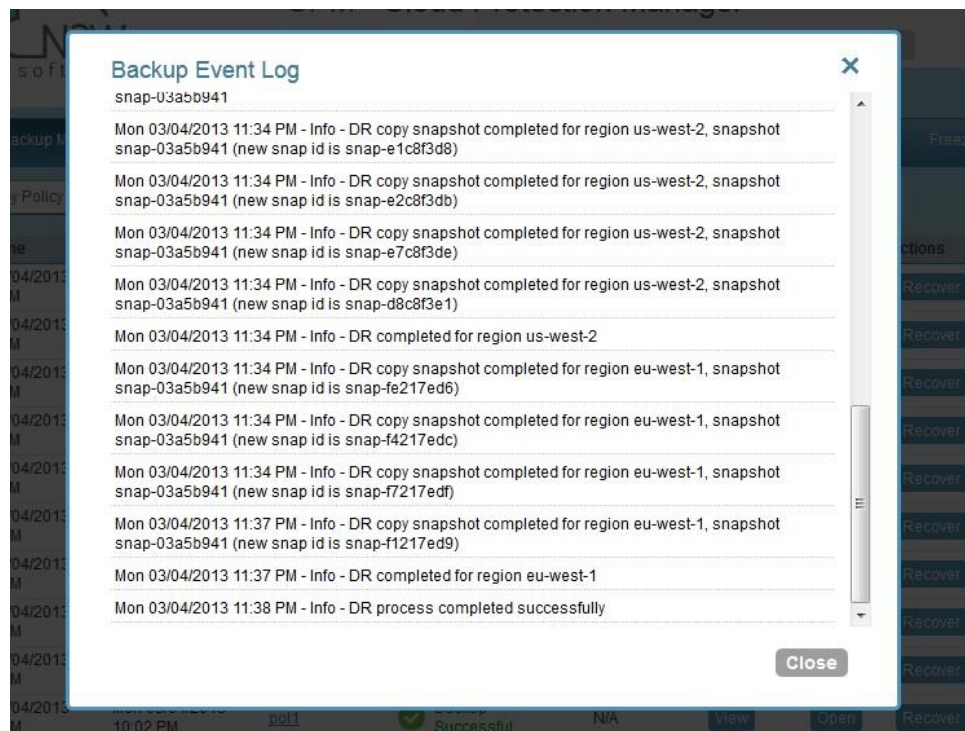 N2W
soft
Backup Event Log
×
snap-03a5b941
Mon 03/04/2013 11:34 PM - Info - DR copy snapshot completed for region us-west-2, snapshot
snap-03a5b941 (new snap id is snap-e1c8f3d8)
Mon 03/04/2013 11:34 PM - Info - DR copy snapshot completed for region us-west-2, snapshot
snap-03a5b941 (new snap id is snap-e2c8f3db)
Mon 03/04/2013 11:34 PM - Info - DR copy snapshot completed for region us-west-2, snapshot
snap-03a5b941 (new snap id is snap-e7c8f3de)
Mon 03/04/2013 11:34 PM - Info - DR copy snapshot completed for region us-west-2, snapshot
snap-03a5b941 (new snap id is snap-d8c8f3e1)
Mon 03/04/2013 11:34 PM - Info - DR completed for region us-west-2
Mon 03/04/2013 11:34 PM - Info - DR copy snapshot completed for region eu-west-1, snapshot
snap-03a5b941 (new snap id is snap-fe217ed6)
Mon 03/04/2013 11:34 PM - Info - DR copy snapshot completed for region eu-west-1, snapshot
snap-03a5b941 (new snap id is snap-f4217edc)
Mon 03/04/2013 11:34 PM - Info - DR copy snapshot completed for region eu-west-1, snapshot
snap-03a5b941 (new snap id is snap-f7217edf)
Mon 03/04/2013 11:37 PM - Info - DR copy snapshot completed for region eu-west-1, snapshot
snap-03a5b941 (new snap id is snap-f1217ed9)
Mon 03/04/2013 11:37 PM - Info - DR completed for region eu-west-1
Mon 03/04/2013 11:38 PM - Info - DR process completed successfully
Close
ackup M
Free
y Policy
ctions
Recover
Recover
Recover
Recover
Recover
Recover
Recover
Recover
Recover
10:02 PM pol1 Successful N/A View Open Recover